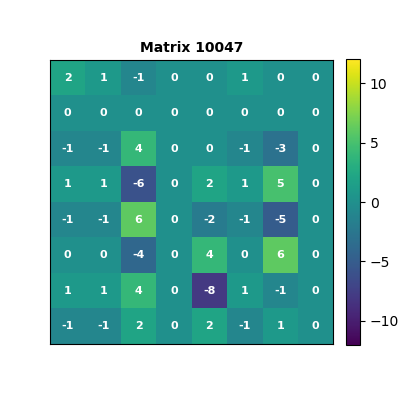 Matrix 10047
2 1 -1 0 0 1 0 0
0 0 0 0 0 0 0 0
-1 -1 4 0 0 -1 -3 0
1 1 -6 0 2 1 5 0
-1 -1 6 0 -2 -1 -5 0
0 0 -4 0 4 0 6 0
1 1 4 0 -8 1 -1 0
-1 -1 2 0 2 -1 1 0
10
5
0
−5
−10